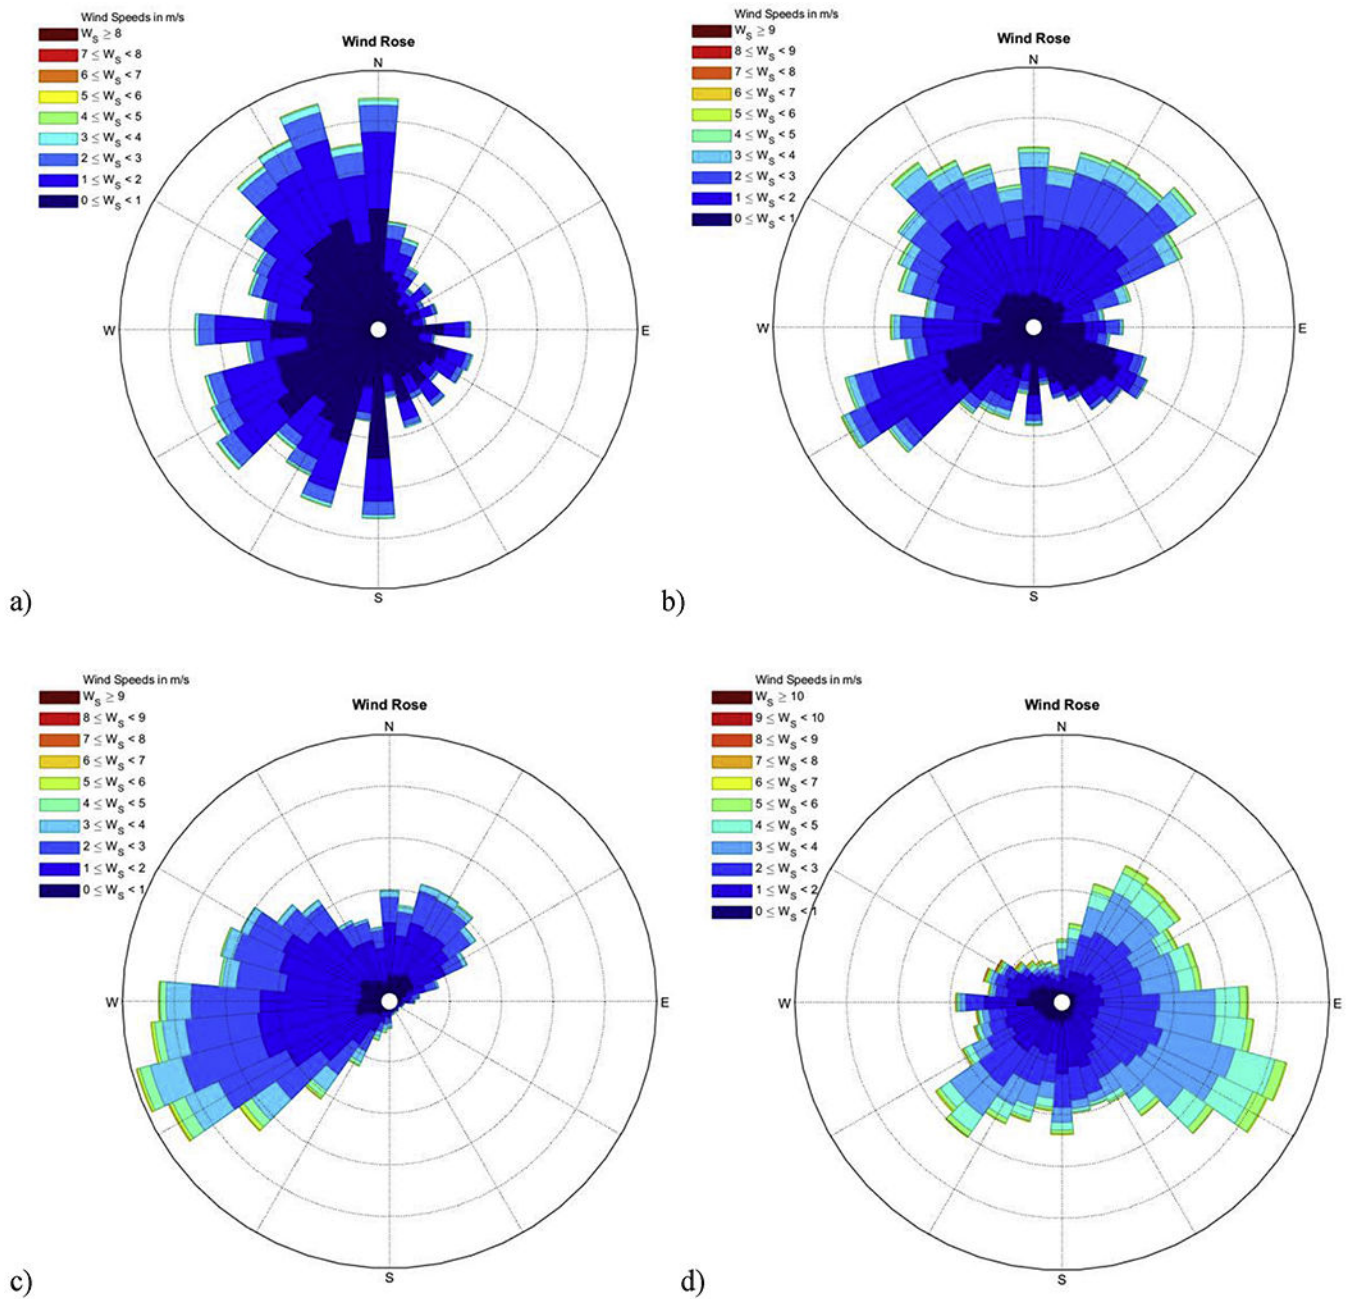 Wind Speeds in m/s
W_S ≥ 8
7 ≤ W_S < 8
6 ≤ W_S < 7
5 ≤ W_S < 6
4 ≤ W_S < 5
3 ≤ W_S < 4
2 ≤ W_S < 3
1 ≤ W_S < 2
0 ≤ W_S < 1
Wind Rose
N
W
E
S
a)
Wind Speeds in m/s
W_S ≥ 9
8 ≤ W_S < 9
7 ≤ W_S < 8
6 ≤ W_S < 7
5 ≤ W_S < 6
4 ≤ W_S < 5
3 ≤ W_S < 4
2 ≤ W_S < 3
1 ≤ W_S < 2
0 ≤ W_S < 1
Wind Rose
N
W
E
S
b)
Wind Speeds in m/s
W_S ≥ 9
8 ≤ W_S < 9
7 ≤ W_S < 8
6 ≤ W_S < 7
5 ≤ W_S < 6
4 ≤ W_S < 5
3 ≤ W_S < 4
2 ≤ W_S < 3
1 ≤ W_S < 2
0 ≤ W_S < 1
Wind Rose
N
W
E
S
c)
Wind Speeds in m/s
W_S ≥ 10
9 ≤ W_S < 10
8 ≤ W_S < 9
7 ≤ W_S < 8
6 ≤ W_S < 7
5 ≤ W_S < 6
4 ≤ W_S < 5
3 ≤ W_S < 4
2 ≤ W_S < 3
1 ≤ W_S < 2
0 ≤ W_S < 1
Wind Rose
N
W
E
S
d)